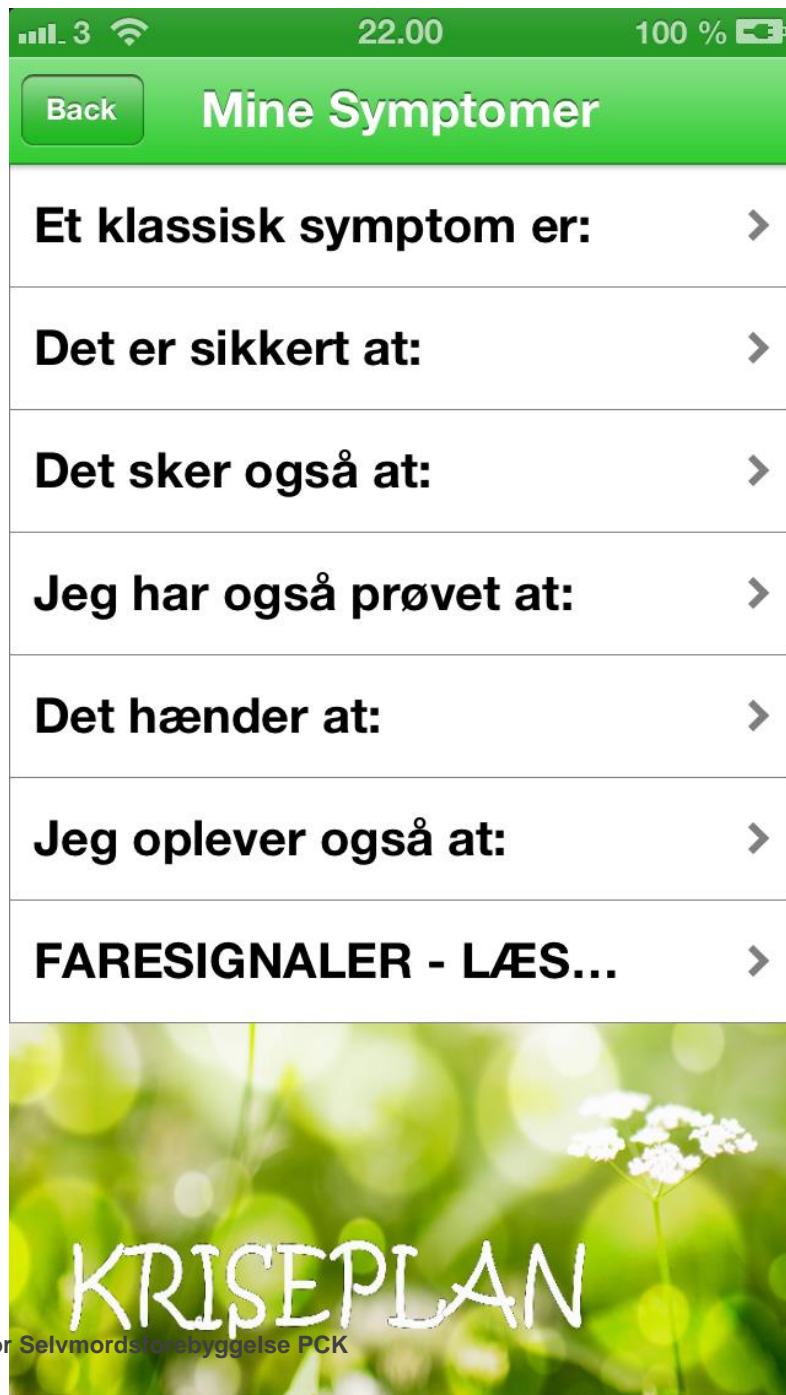 3 22.00 100 %
Back Mine Symptomer
Et klassisk symptom er:
Det er sikkert at:
Det sker også at:
Jeg har også prøvet at:
Det hænder at:
Jeg oplever også at:
FARESIGNALER - LÆS...
KRISEPLAN
or Selvmordsforebyggelse PCK